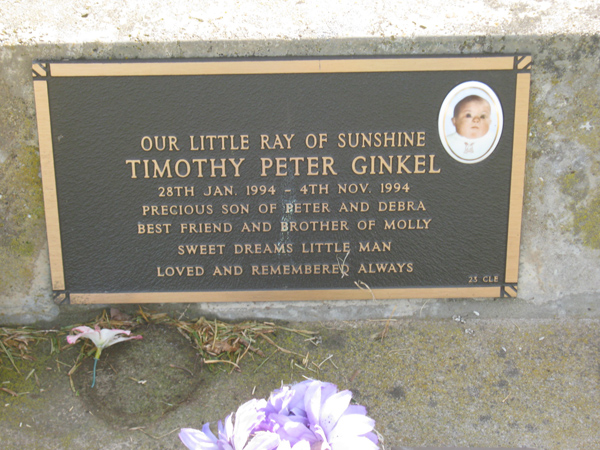 OUR LITTLE RAY OF SUNSHINE
TIMOTHY PETER GINKEL
28TH JAN. 1994 - 4TH NOV. 1994
PRECIOUS SON OF PETER AND DEBRA
BEST FRIEND AND BROTHER OF MOLLY
SWEET DREAMS LITTLE MAN
LOVED AND REMEMBERED ALWAYS
23 CLE